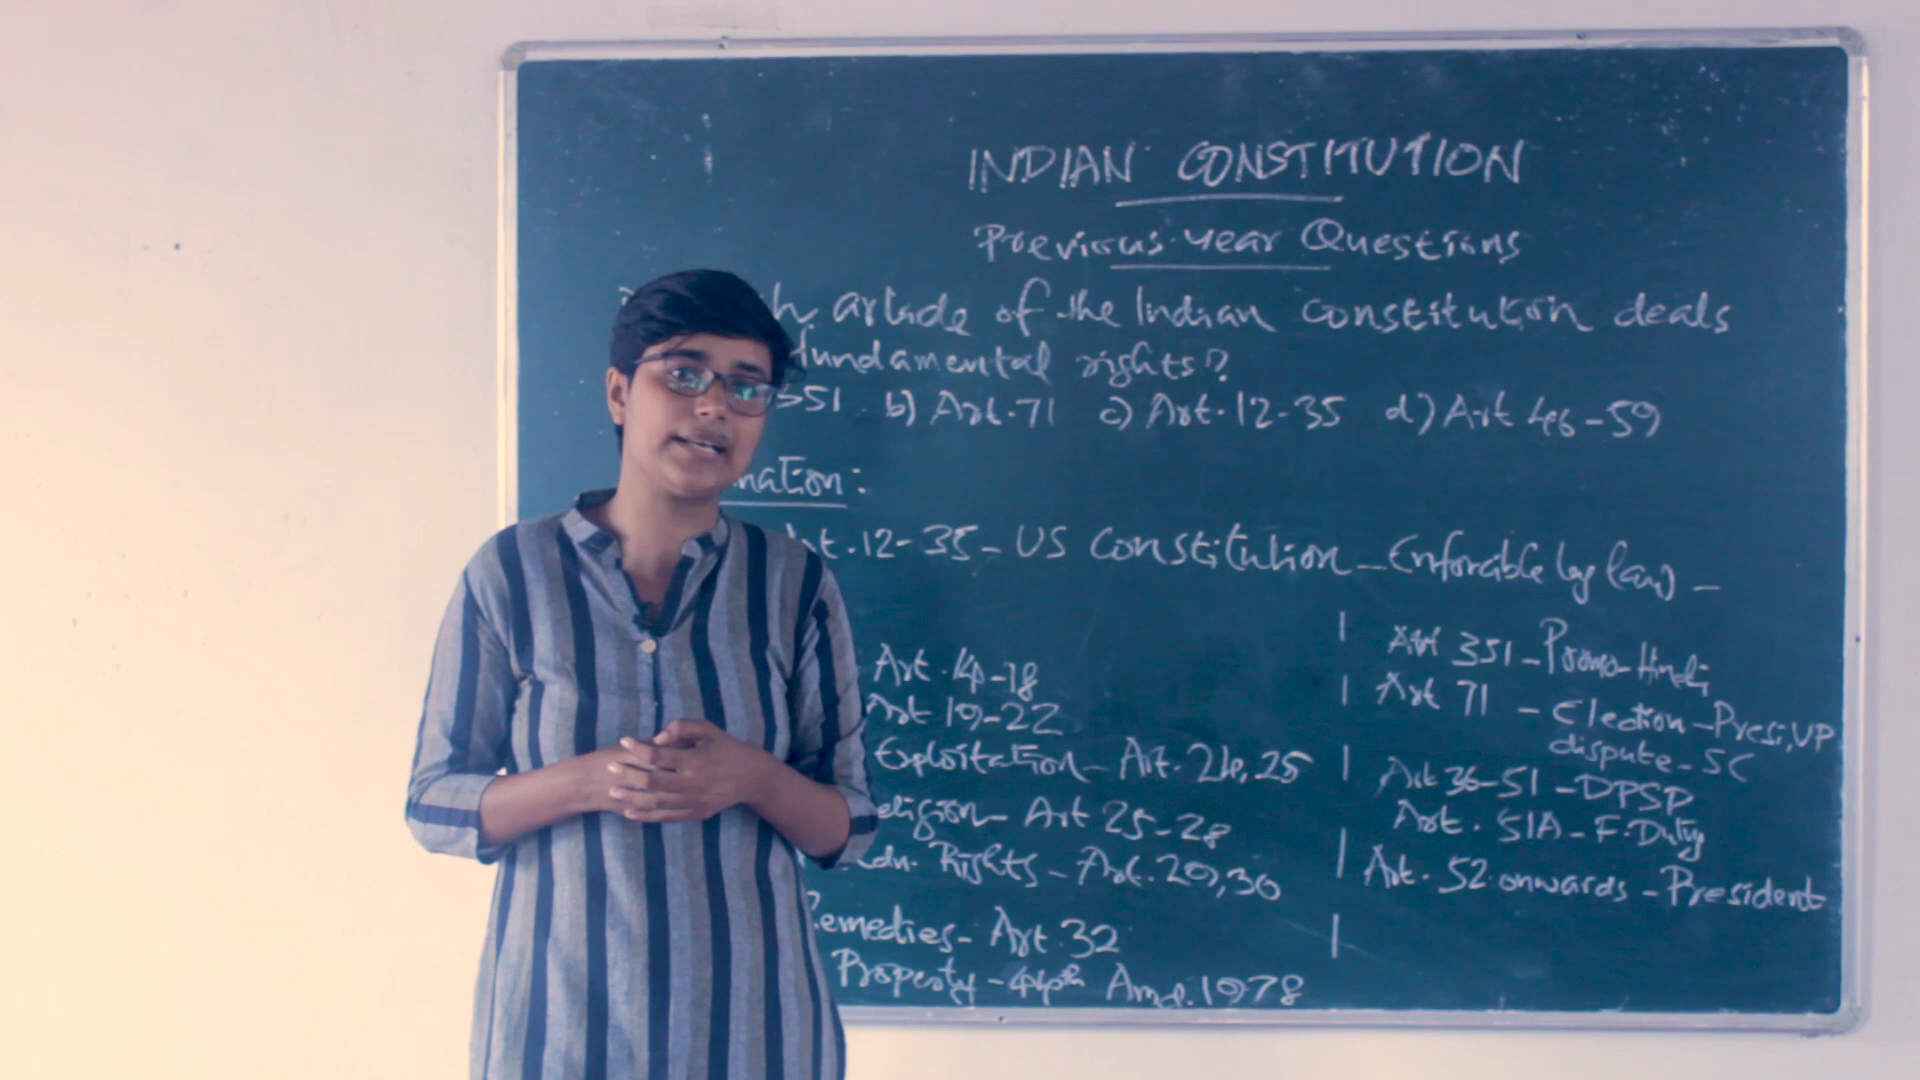 INDIAN CONSTITUTION
Previous year Questions
article of the Indian constitution deals
fundamental rights?
351 b) Art. 71 c) Art. 12-35 d) Art 46-59
nation:
Art. 12-35 - US Constitution - Enforcible by law -
Art. 14-18
Art 19-22
Exploitation - Art. 24, 25
eligion - Art 25-28
Edn. Rights - Art. 29, 30
Remedies - Art. 32
Property - 44th Amd. 1978
Art 351 - Promo - Hindi
Art 71 - Election - Presi, VP
dispute - SC
Art 36-51 - DPSP
Art. 51A - F. Duty
Art. 52 onwards - President